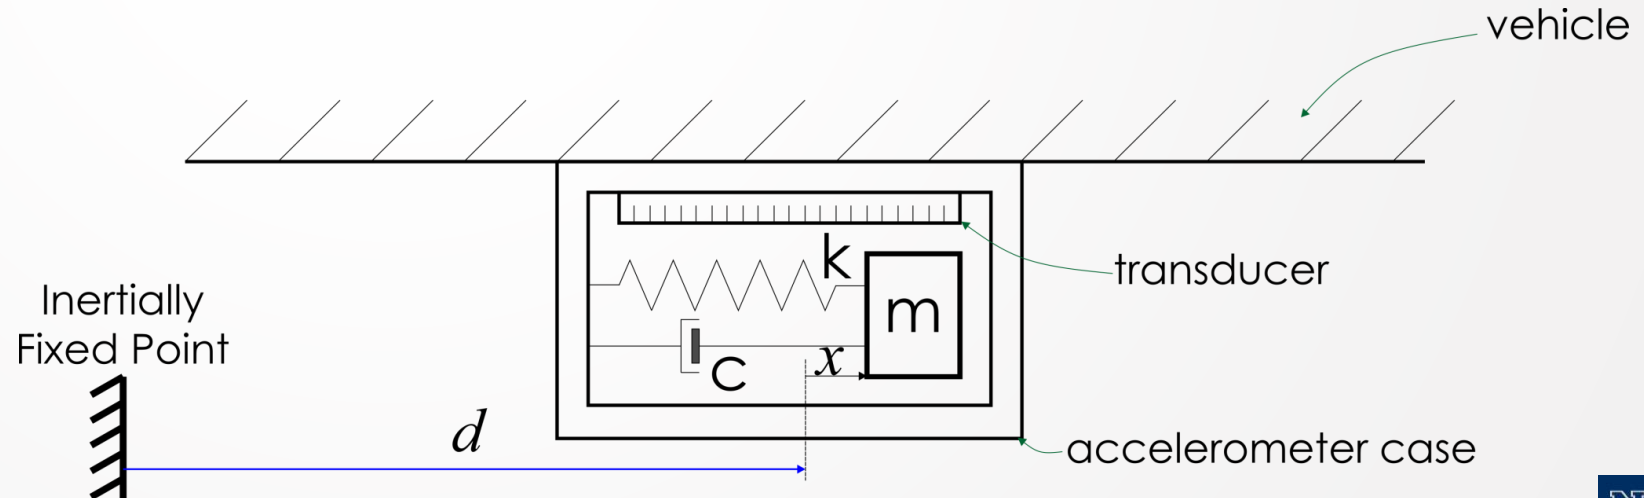 vehicle
k
transducer
m
Inertially
Fixed Point
x
c
d
accelerometer case